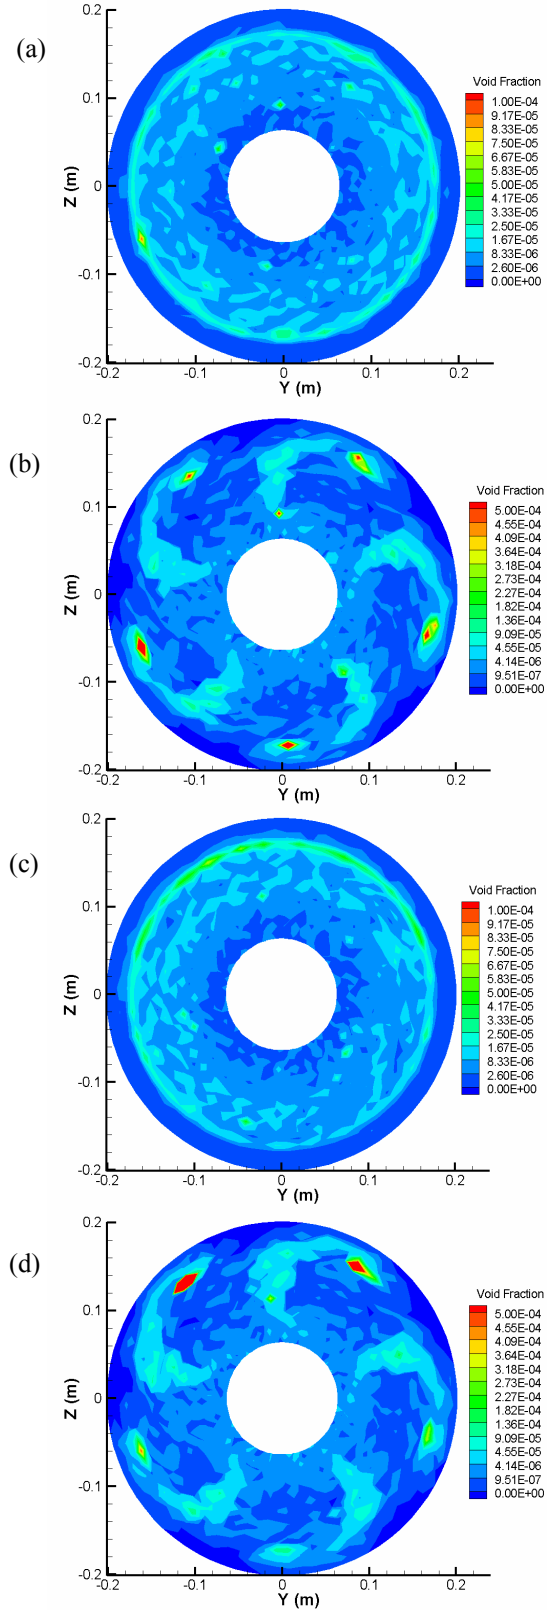 (a)
0.2
0.1
0
-0.1
-0.2
Z (m)
-0.2 -0.1 0 0.1 0.2
Y (m)
Void Fraction
1.00E-04
9.17E-05
8.33E-05
7.50E-05
6.67E-05
5.83E-05
5.00E-05
4.17E-05
3.33E-05
2.50E-05
1.67E-05
8.33E-06
2.60E-06
0.00E+00
(b)
0.2
0.1
0
-0.1
-0.2
Z (m)
-0.2 -0.1 0 0.1 0.2
Y (m)
Void Fraction
5.00E-04
4.55E-04
4.09E-04
3.64E-04
3.18E-04
2.73E-04
2.27E-04
1.82E-04
1.36E-04
9.09E-05
4.55E-05
4.14E-06
9.51E-07
0.00E+00
(c)
0.2
0.1
0
-0.1
-0.2
Z (m)
-0.2 -0.1 0 0.1 0.2
Y (m)
Void Fraction
1.00E-04
9.17E-05
8.33E-05
7.50E-05
6.67E-05
5.83E-05
5.00E-05
4.17E-05
3.33E-05
2.50E-05
1.67E-05
8.33E-06
2.60E-06
0.00E+00
(d)
0.2
0.1
0
-0.1
-0.2
Z (m)
-0.2 -0.1 0 0.1 0.2
Y (m)
Void Fraction
5.00E-04
4.55E-04
4.09E-04
3.64E-04
3.18E-04
2.73E-04
2.27E-04
1.82E-04
1.36E-04
9.09E-05
4.55E-05
4.14E-06
9.51E-07
0.00E+00